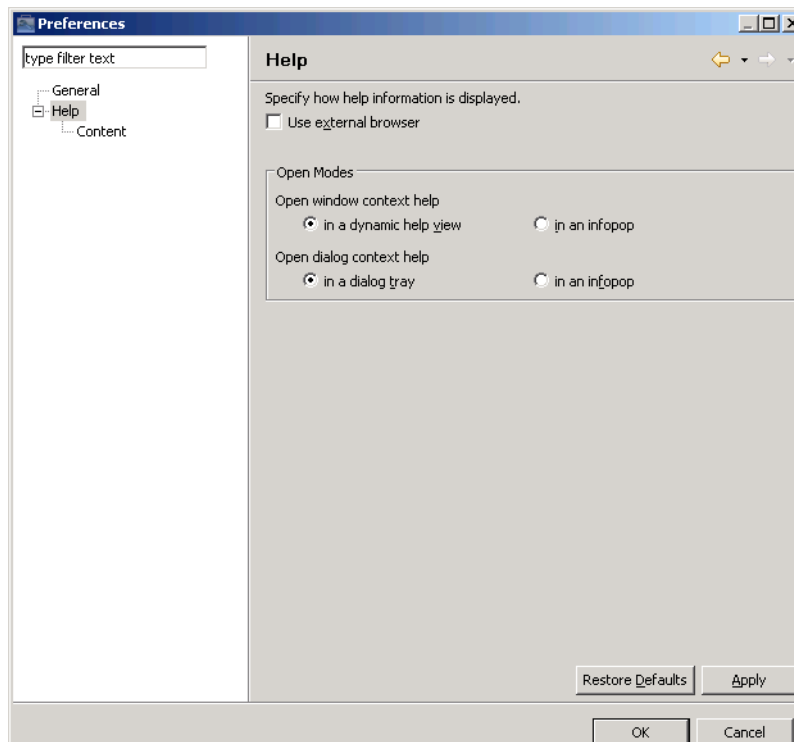 Preferences
type filter text
General
Help
Content
Help
Specify how help information is displayed.
Use external browser
Open Modes
Open window context help
in a dynamic help view in an infopop
Open dialog context help
in a dialog tray in an infopop
Restore Defaults Apply
OK Cancel